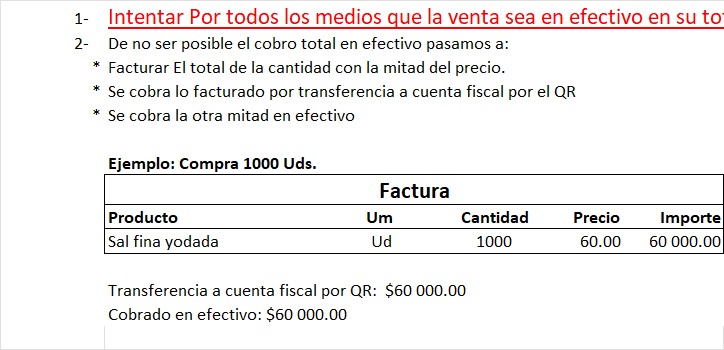 1- Intentar Por todos los medios que la venta sea en efectivo en su
2- De no ser posible el cobro total en efectivo pasamos a:
* Facturar El total de la cantidad con la mitad del precio.
* Se cobra lo facturado por transferencia a cuenta fiscal por el QR
* Se cobra la otra mitad en efectivo
Ejemplo: Compra 1000 Uds.
Factura
Producto Um Cantidad Precio Importe
Sal fina yodada Ud 1000 60.00 60 000.00
Transferencia a cuenta fiscal por QR: $60 000.00
Cobrado en efectivo: $60 000.00